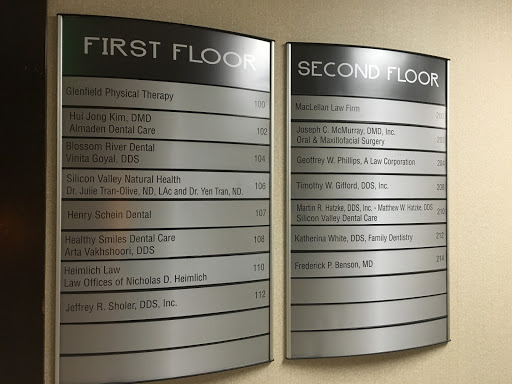 FIRST FLOOR
Glenfield Physical Therapy 100
Hoi Jong Kim, DMD
Almaden Dental Care 102
Blossom River Dental
Vinita Goyal, DDS 104
Silicon Valley Natural Health
Dr. Julie Tran-Olive, ND, LAc and Dr. Yen Tran, ND. 106
Henry Schein Dental 107
Healthy Smiles Dental Care
Arta Vakhshoori, DDS 108
Heimlich Law
Law Offices of Nicholas D. Heimlich 110
Jeffrey R. Sholer, DDS, Inc. 112
SECOND FLOOR
MacLellan Law Firm
Joseph C. McMurray, DMD, Inc.
Oral & Maxillofacial Surgery
Geoffrey W. Phillips, A Law Corporation 204
Timothy W. Gifford, DDS, Inc. 208
Martin R. Hatzke, DDS, Inc. - Matthew W. Hatzke, DDS
Silicon Valley Dental Care 210
Katherina White, DDS, Family Dentistry 212
Frederick P. Benson, MD 214